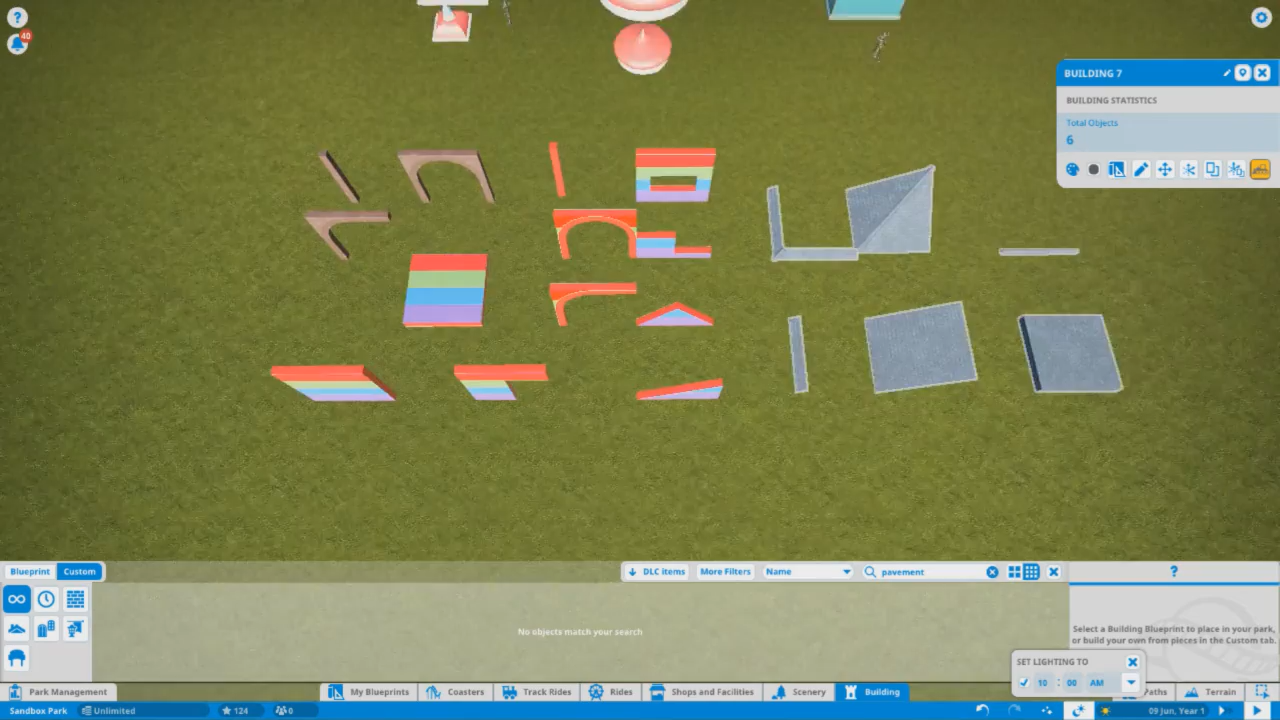 ?
40
BUILDING 7
BUILDING STATISTICS
Total Objects
6
Blueprint
Custom
DLC items
More Filters
Name
pavement
?
No objects match your search
Select a Building Blueprint to place in your park,
or build your own from pieces in the Custom tab.
SET LIGHTING TO
10 : 00 AM
Park Management
My Blueprints
Coasters
Track Rides
Rides
Shops and Facilities
Scenery
Building
Paths
Terrain
Sandbox Park
Unlimited
124
0
09 Jun, Year 1